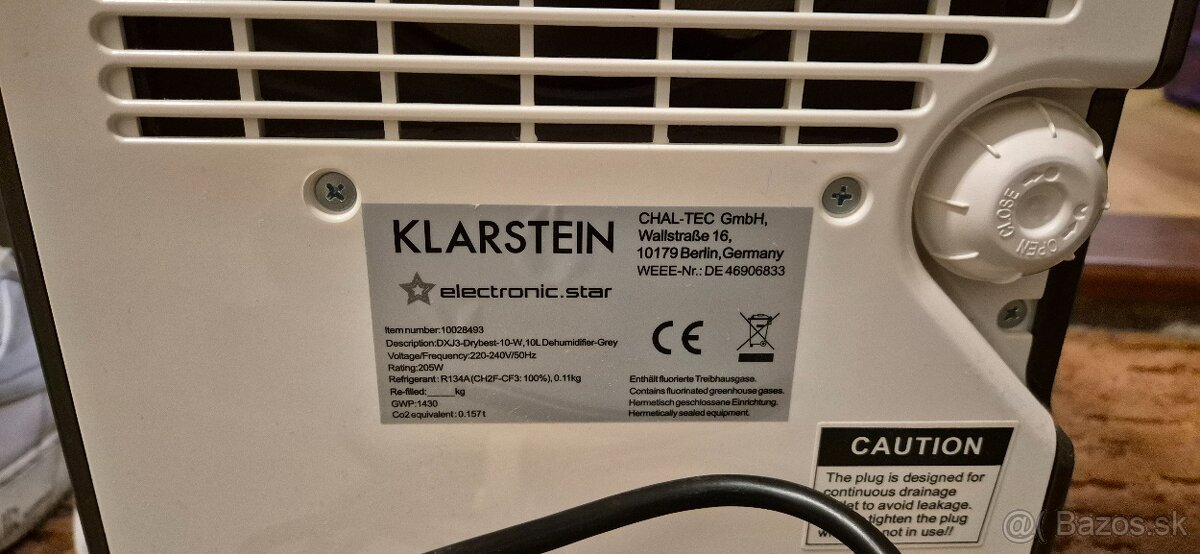 KLARSTEIN
electronic.star
CHAL-TEC GmbH,
Wallstraße 16,
10179 Berlin,Germany
WEEE-Nr.: DE 46906833
Item number:10028493
Description:DXJ3-Drybest-10-W,10L Dehumidifier-Grey
Voltage/Frequency:220-240V/50Hz
Rating:205W
Refrigerant:R134A(CH2F-CF3:100%),0.11kg
Re-filled:_____kg
GWP:1430
Co2 equivalent:0.157 t
CE
Enthält fluorierte Treibhausgase.
Contains fluorinated greenhouse gases.
Hermetisch geschlossene Einrichtung.
Hermetically sealed equipment.
CLOSE
OPEN
CAUTION
The plug is designed for
continuous drainage
to avoid leakage.
tighten the plug
not in use!!
Bazos.sk